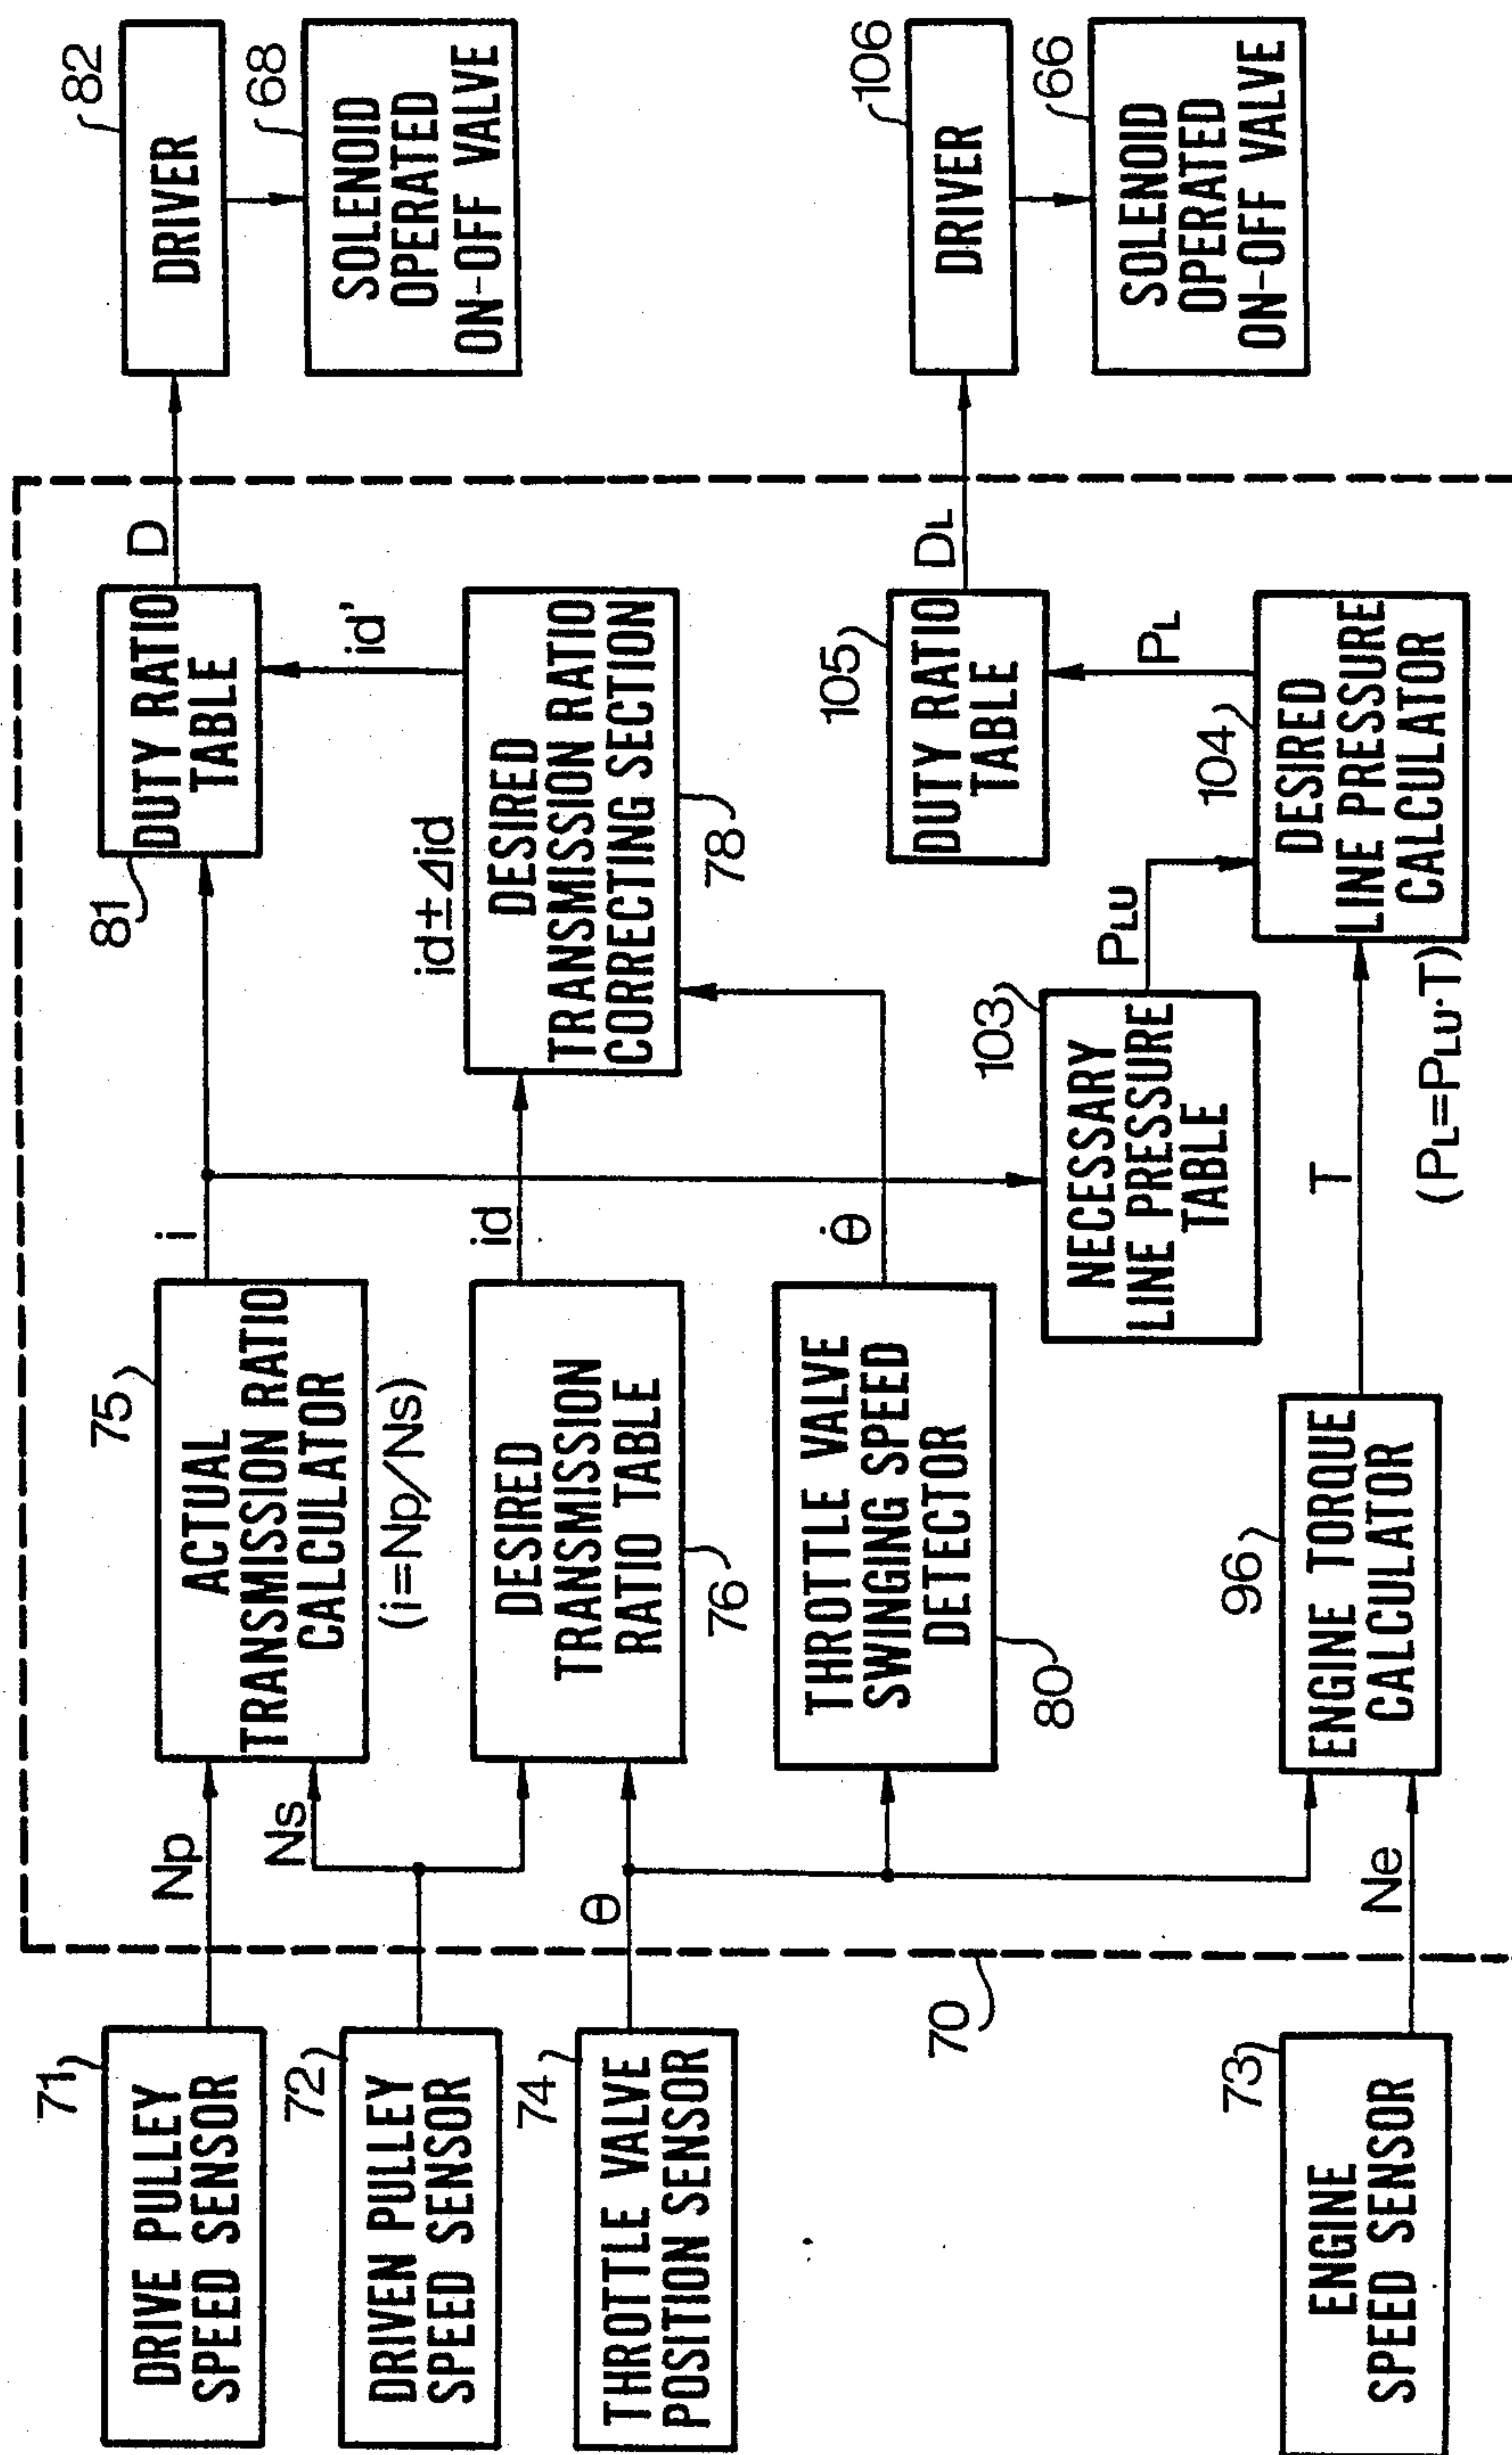 71
DRIVE PULLEY
SPEED SENSOR
72
DRIVEN PULLEY
SPEED SENSOR
74
THROTTLE VALVE
POSITION SENSOR
73
ENGINE
SPEED SENSOR
70
Np
Ns
θ
Ne
75
ACTUAL
TRANSMISSION RATIO
CALCULATOR
(i=Np/Ns)
DESIRED
TRANSMISSION
RATIO TABLE
76
THROTTLE VALVE
SWINGING SPEED
DETECTOR
80
96
ENGINE TORQUE
CALCULATOR
i
id
θ̇
T
103
NECESSARY
LINE PRESSURE
TABLE
PLU
81
DUTY RATIO
TABLE
id'
id±Δid
DESIRED
TRANSMISSION RATIO
CORRECTING SECTION
78
105
DUTY RATIO
TABLE
PL
104
DESIRED
LINE PRESSURE
CALCULATOR
(PL=PLU·T)
D
DL
82
DRIVER
68
SOLENOID
OPERATED
ON-OFF VALVE
106
DRIVER
66
SOLENOID
OPERATED
ON-OFF VALVE